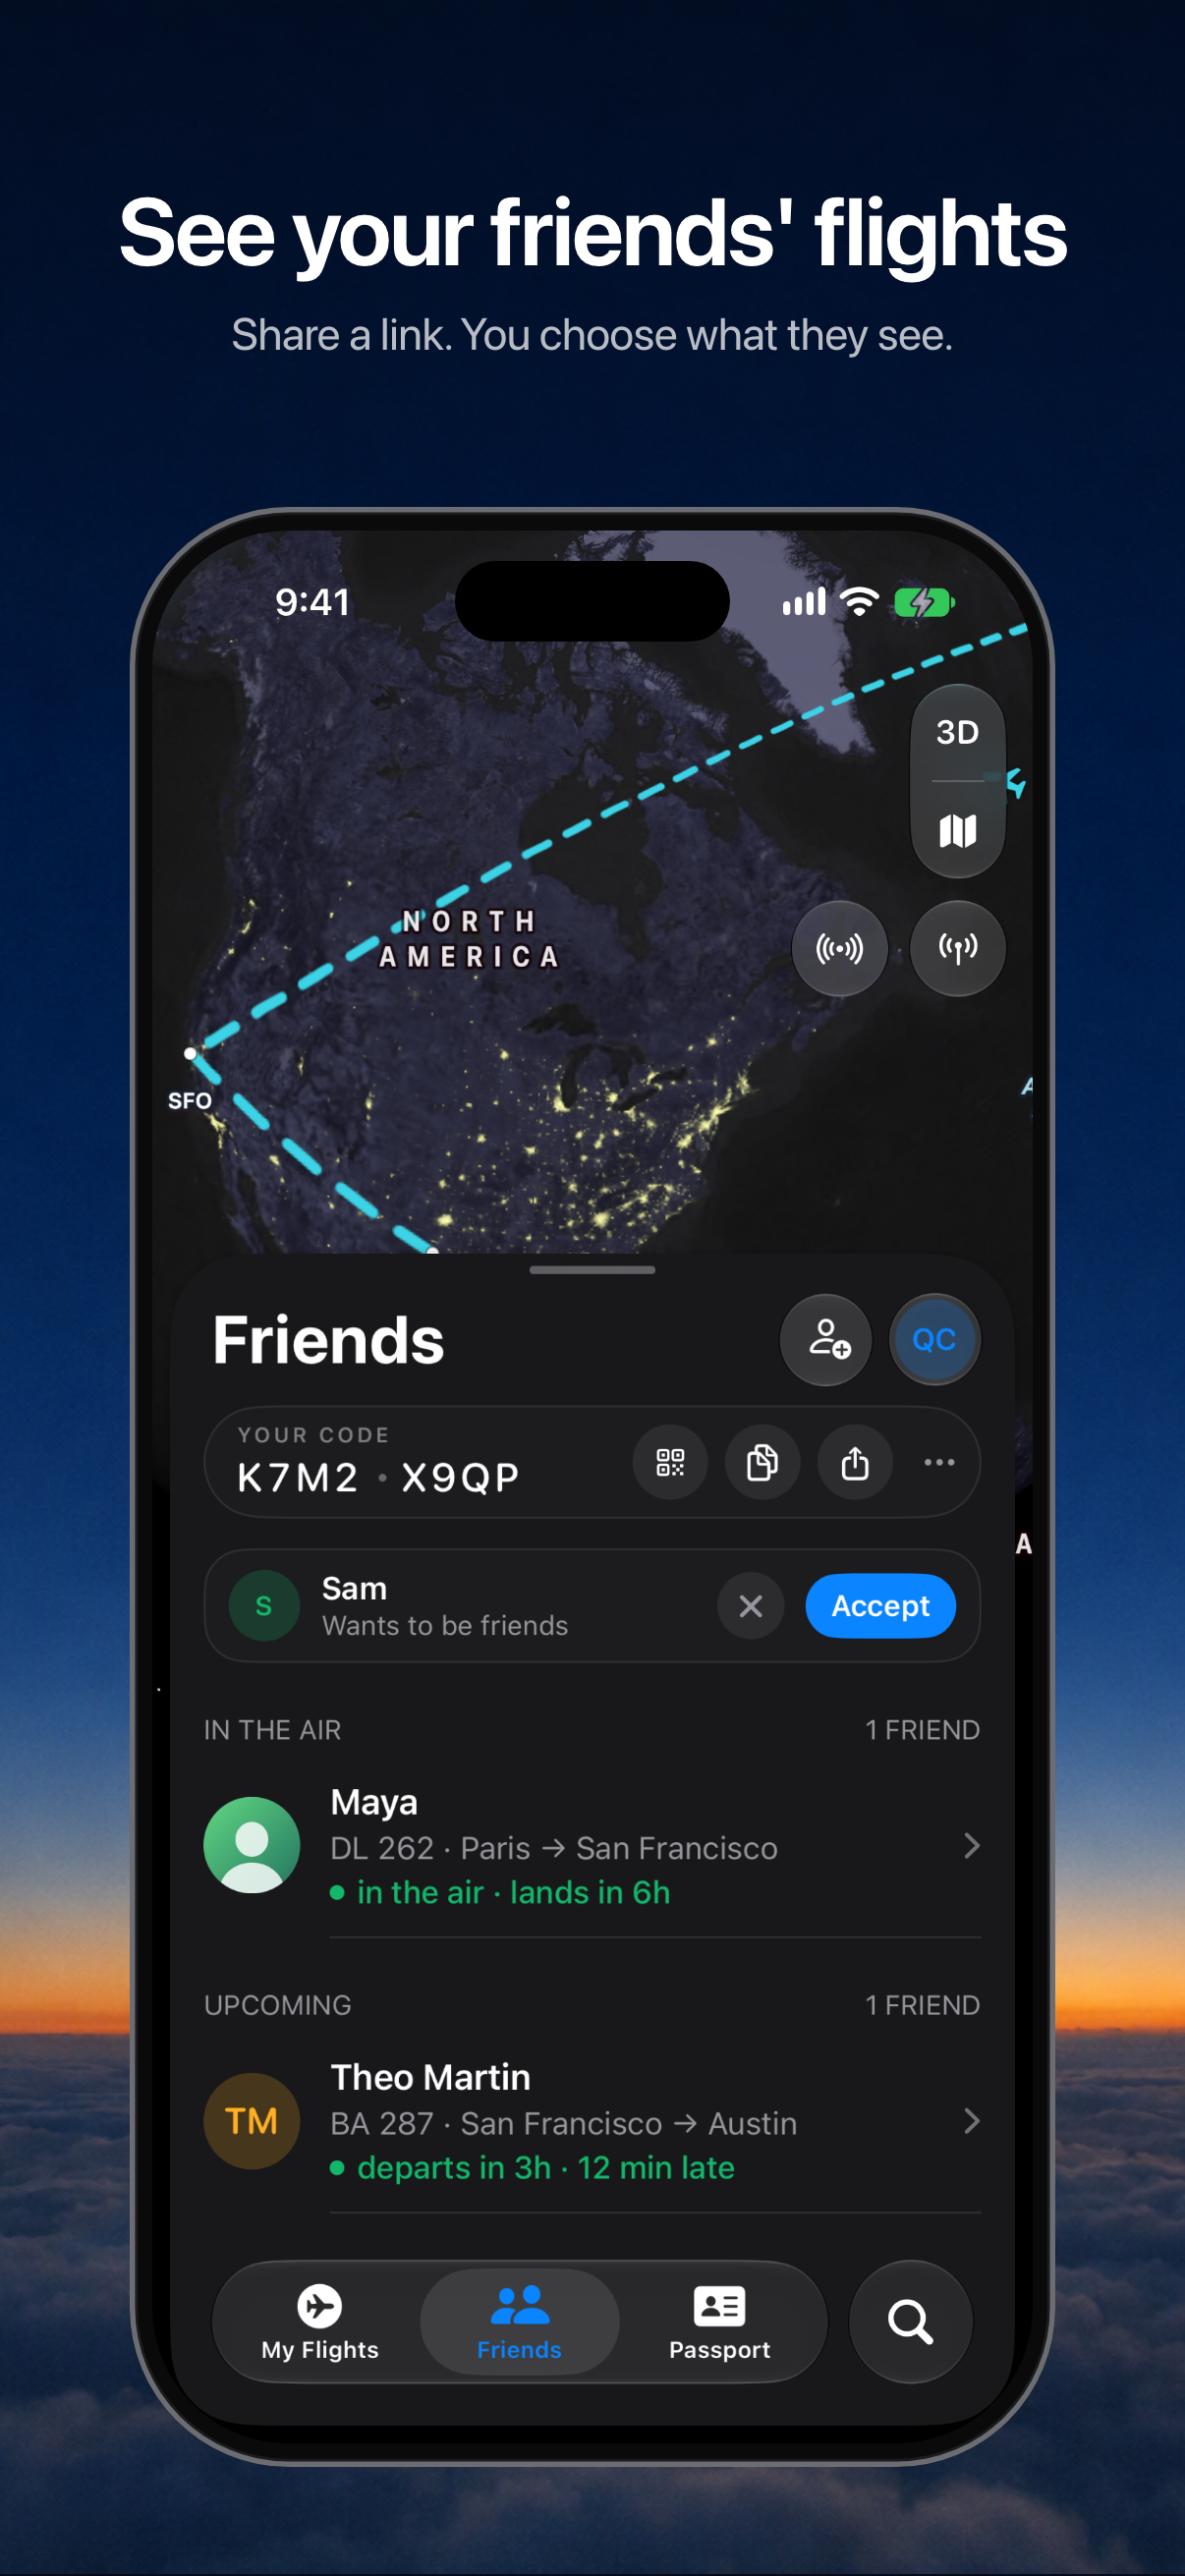 See your friends' flights
Share a link. You choose what they see.
9:41
3D
NORTH
AMERICA
SFO
A
Friends
QC
YOUR CODE
K7M2 · X9QP
A
S
Sam
Wants to be friends
Accept
IN THE AIR
1 FRIEND
Maya
DL 262 · Paris → San Francisco
in the air · lands in 6h
UPCOMING
1 FRIEND
TM
Theo Martin
BA 287 · San Francisco → Austin
departs in 3h · 12 min late
My Flights
Friends
Passport